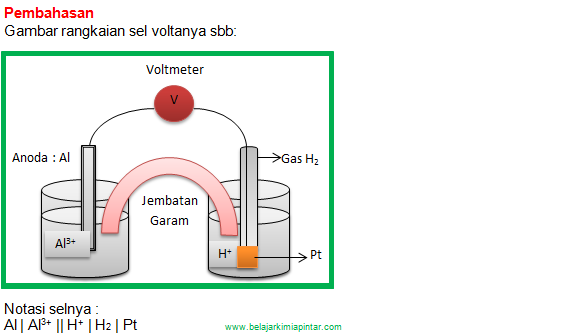 Pembahasan
Gambar rangkaian sel voltanya sbb:
Voltmeter
V
Anoda : Al
Gas H₂
Jembatan
Garam
Al³⁺
H⁺
Pt
Notasi selnya :
Al | Al³⁺ || H⁺ | H₂ | Pt
www.belajarkimiapintar.com